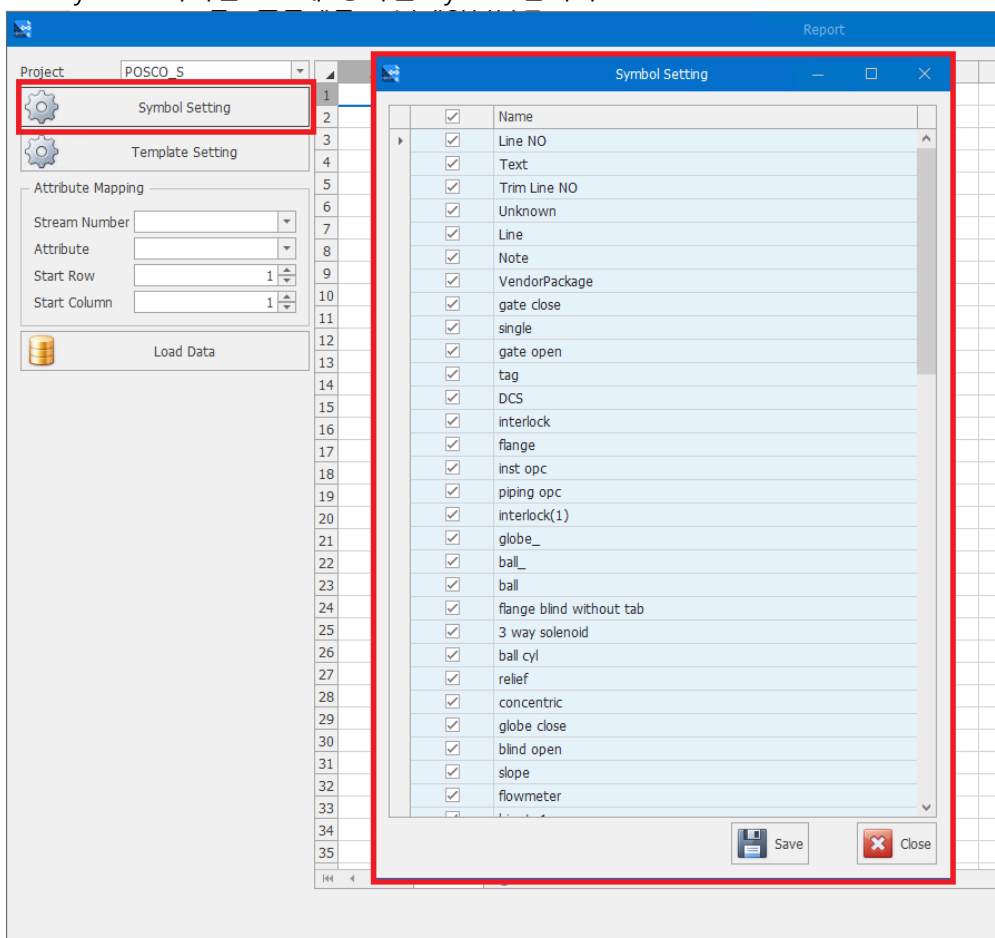 Report
Project POSCO_S
Symbol Setting
Template Setting
Attribute Mapping
Stream Number
Attribute
Start Row 1
Start Column 1
Load Data
1
2
3
4
5
6
7
8
9
10
11
12
13
14
15
16
17
18
19
20
21
22
23
24
25
26
27
28
29
30
31
32
33
34
35
Symbol Setting
Name
Line NO
Text
Trim Line NO
Unknown
Line
Note
VendorPackage
gate close
single
gate open
tag
DCS
interlock
flange
inst opc
piping opc
interlock(1)
globe_
ball_
ball
flange blind without tab
3 way solenoid
ball cyl
relief
concentric
globe close
blind open
slope
flowmeter
Save
Close